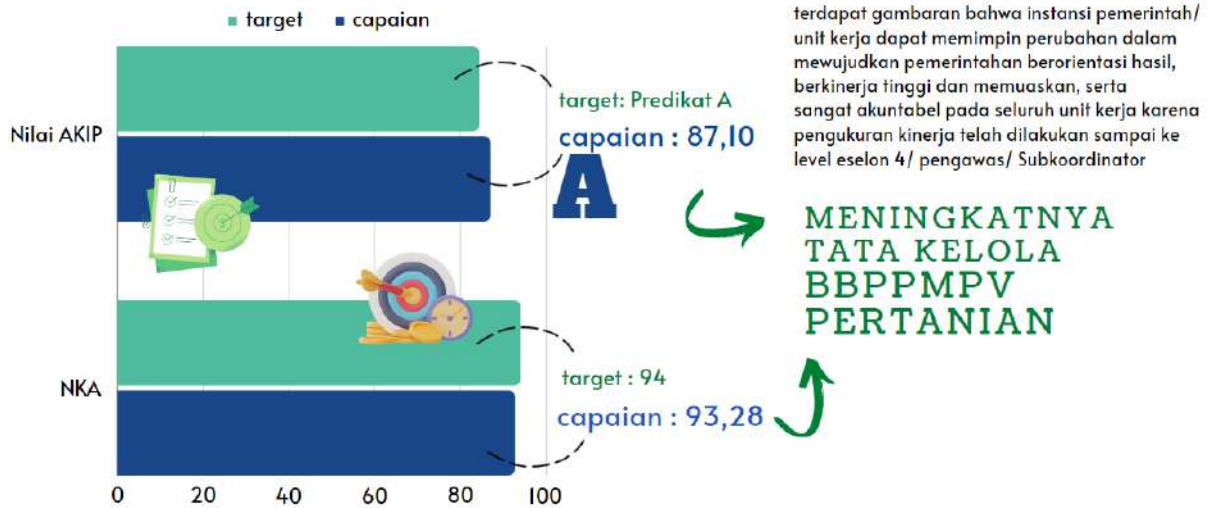 target capaian
Nilai AKIP
target: Predikat A
capaian : 87,10
A
NKA
target : 94
capaian : 93,28
0 20 40 60 80 100
terdapat gambaran bahwa instansi pemerintah/
unit kerja dapat memimpin perubahan dalam
mewujudkan pemerintahan berorientasi hasil,
berkinerja tinggi dan memuaskan, serta
sangat akuntabel pada seluruh unit kerja karena
pengukuran kinerja telah dilakukan sampai ke
level eselon 4/ pengawas/ Subkoordinator
MENINGKATNYA
TATA KELOLA
BBPPMPV
PERTANIAN